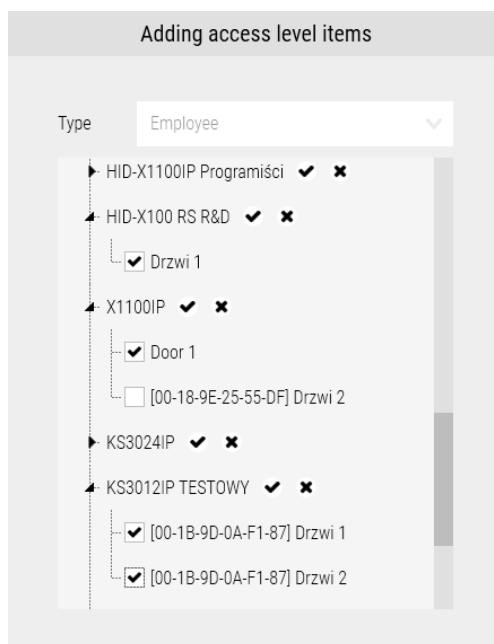 Adding access level items
Type Employee
HID-X1100IP Programiści
HID-X100 RS R&D
Drzwi 1
X1100IP
Door 1
[00-18-9E-25-55-DF] Drzwi 2
KS3024IP
KS3012IP TESTOWY
[00-1B-9D-0A-F1-87] Drzwi 1
[00-1B-9D-0A-F1-87] Drzwi 2